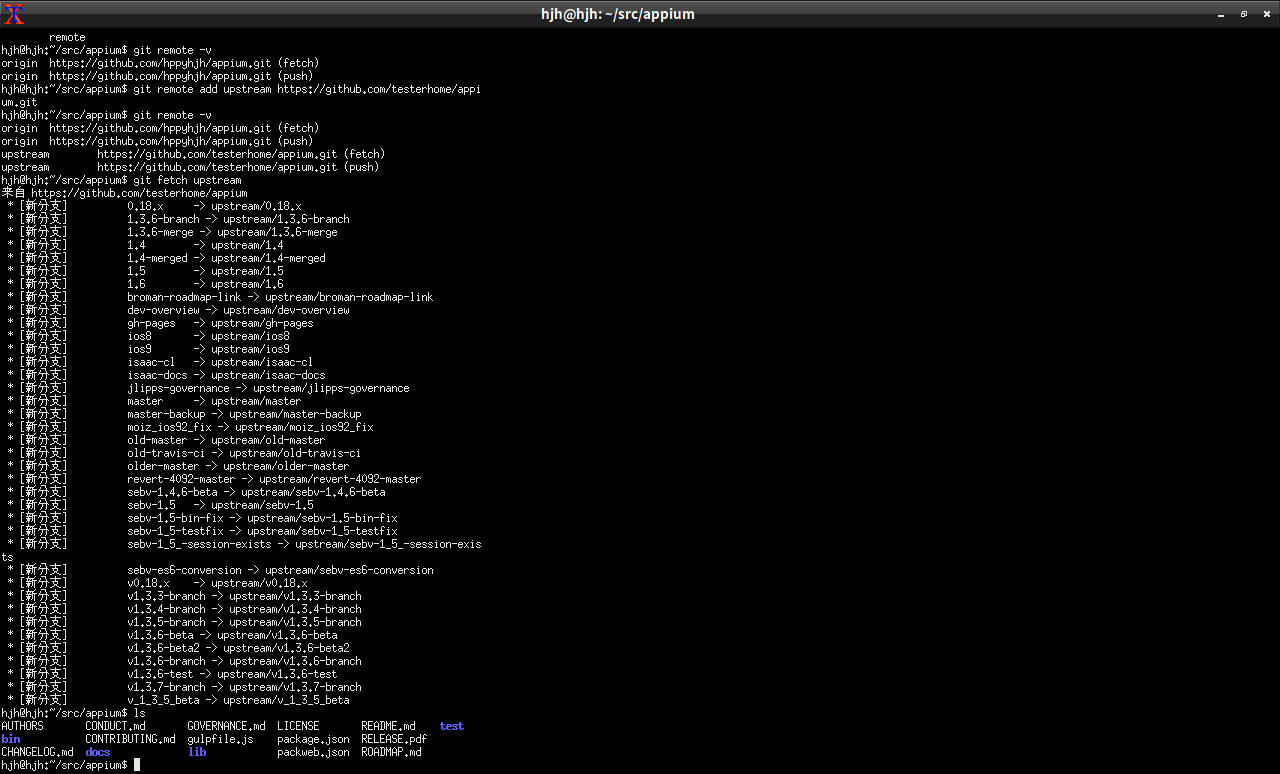 hjh@hjh: ~/src/appium
remote
hjh@hjh:~/src/appium$ git remote -v
origin  https://github.com/hppyhjh/appium.git (fetch)
origin  https://github.com/hppyhjh/appium.git (push)
hjh@hjh:~/src/appium$ git remote add upstream https://github.com/testerhome/appi
um.git
hjh@hjh:~/src/appium$ git remote -v
origin  https://github.com/hppyhjh/appium.git (fetch)
origin  https://github.com/hppyhjh/appium.git (push)
upstream        https://github.com/testerhome/appium.git (fetch)
upstream        https://github.com/testerhome/appium.git (push)
hjh@hjh:~/src/appium$ git fetch upstream
来自 https://github.com/testerhome/appium
 * [新分支]          0.18.x     -> upstream/0.18.x
 * [新分支]          1.3.6-branch -> upstream/1.3.6-branch
 * [新分支]          1.3.6-merge -> upstream/1.3.6-merge
 * [新分支]          1.4        -> upstream/1.4
 * [新分支]          1.4-merged -> upstream/1.4-merged
 * [新分支]          1.5        -> upstream/1.5
 * [新分支]          1.6        -> upstream/1.6
 * [新分支]          broman-roadmap-link -> upstream/broman-roadmap-link
 * [新分支]          dev-overview -> upstream/dev-overview
 * [新分支]          gh-pages   -> upstream/gh-pages
 * [新分支]          ios8       -> upstream/ios8
 * [新分支]          ios9       -> upstream/ios9
 * [新分支]          isaac-cl   -> upstream/isaac-cl
 * [新分支]          isaac-docs -> upstream/isaac-docs
 * [新分支]          jlipps-governance -> upstream/jlipps-governance
 * [新分支]          master     -> upstream/master
 * [新分支]          master-backup -> upstream/master-backup
 * [新分支]          moiz_ios92_fix -> upstream/moiz_ios92_fix
 * [新分支]          old-master -> upstream/old-master
 * [新分支]          old-travis-ci -> upstream/old-travis-ci
 * [新分支]          older-master -> upstream/older-master
 * [新分支]          revert-4092-master -> upstream/revert-4092-master
 * [新分支]          sebv-1.4.6-beta -> upstream/sebv-1.4.6-beta
 * [新分支]          sebv-1.5   -> upstream/sebv-1.5
 * [新分支]          sebv-1.5-bin-fix -> upstream/sebv-1.5-bin-fix
 * [新分支]          sebv-1_5-testfix -> upstream/sebv-1_5-testfix
 * [新分支]          sebv-1_5_-session-exists -> upstream/sebv-1_5_-session-exis
ts
 * [新分支]          sebv-es6-conversion -> upstream/sebv-es6-conversion
 * [新分支]          v0.18.x    -> upstream/v0.18.x
 * [新分支]          v1.3.3-branch -> upstream/v1.3.3-branch
 * [新分支]          v1.3.4-branch -> upstream/v1.3.4-branch
 * [新分支]          v1.3.5-branch -> upstream/v1.3.5-branch
 * [新分支]          v1.3.6-beta -> upstream/v1.3.6-beta
 * [新分支]          v1.3.6-beta2 -> upstream/v1.3.6-beta2
 * [新分支]          v1.3.6-branch -> upstream/v1.3.6-branch
 * [新分支]          v1.3.6-test -> upstream/v1.3.6-test
 * [新分支]          v1.3.7-branch -> upstream/v1.3.7-branch
 * [新分支]          v_1_3_5_beta -> upstream/v_1_3_5_beta
hjh@hjh:~/src/appium$ ls
AUTHORS       CONDUCT.md       GOVERNANCE.md  LICENSE       README.md    test
bin           CONTRIBUTING.md  gulpfile.js    package.json  RELEASE.pdf
CHANGELOG.md  docs             lib            packweb.json  ROADMAP.md
hjh@hjh:~/src/appium$